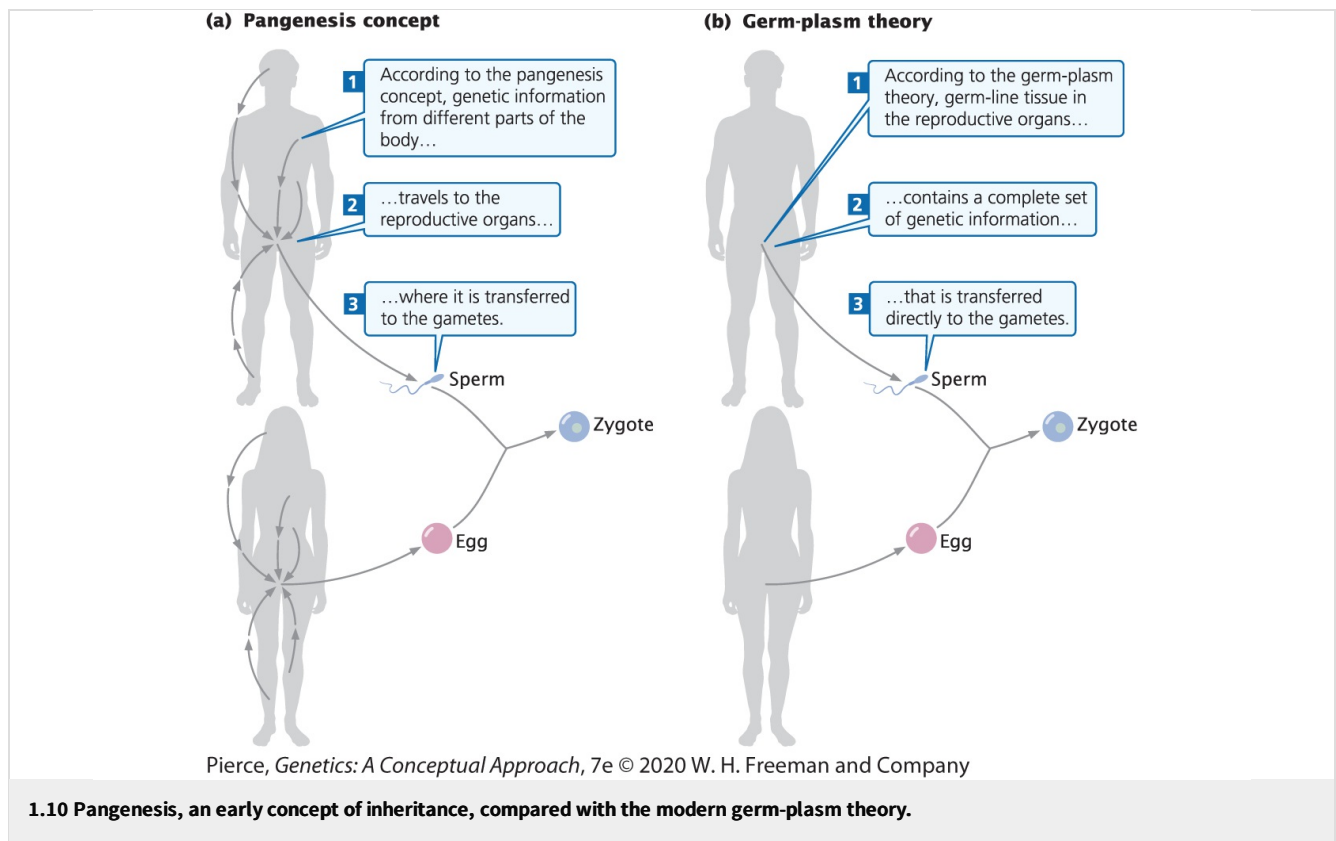 (a) Pangenesis concept
1
According to the pangenesis
concept, genetic information
from different parts of the
body…
2
…travels to the
reproductive organs…
3
…where it is transferred
to the gametes.
Sperm
Zygote
Egg
(b) Germ-plasm theory
1
According to the germ-plasm
theory, germ-line tissue in
the reproductive organs…
2
…contains a complete set
of genetic information…
3
…that is transferred
directly to the gametes.
Sperm
Zygote
Egg
Pierce, Genetics: A Conceptual Approach, 7e © 2020 W. H. Freeman and Company
1.10 Pangenesis, an early concept of inheritance, compared with the modern germ-plasm theory.